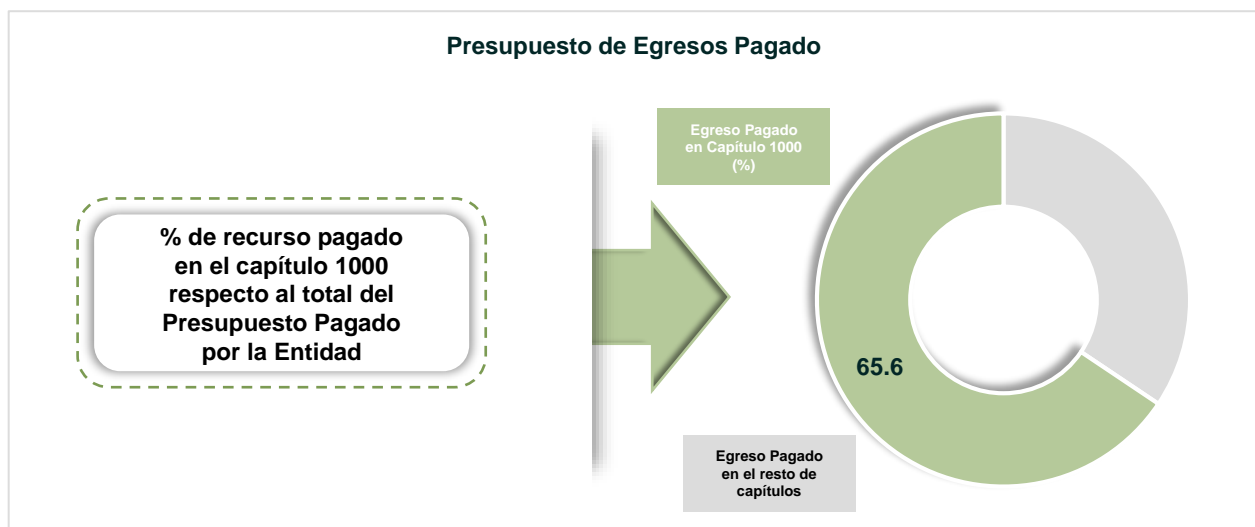 Presupuesto de Egresos Pagado
Egreso Pagado
en Capítulo 1000
(%)
% de recurso pagado
en el capítulo 1000
respecto al total del
Presupuesto Pagado
por la Entidad
65.6
Egreso Pagado
en el resto de
capítulos